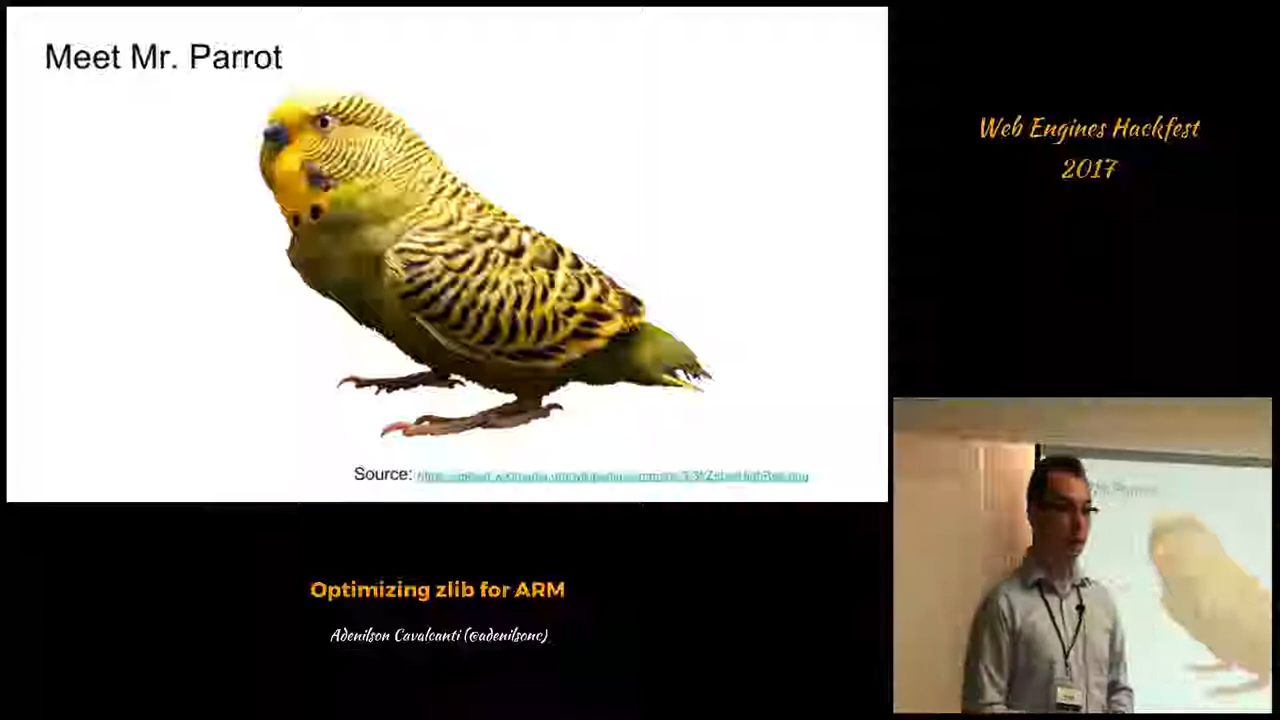 Meet Mr. Parrot
Source:
Web Engines Hackfest
2017
Optimizing zlib for ARM
Adenilson Cavalcanti (@adenilsonc)